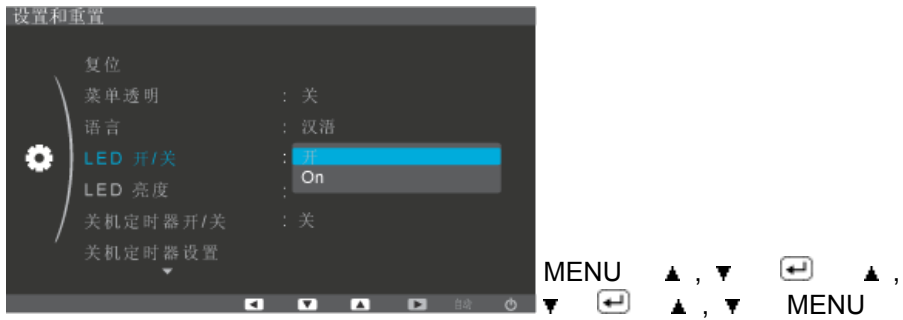 设置和重置
复位
菜单透明 : 关
语言 : 汉语
LED 开/关 : 开
On
LED 亮度 :
关机定时器开/关 : 关
关机定时器设置
自动
MENU ▲ , ▼ ▲ ,
▼ ▲ , ▼ MENU